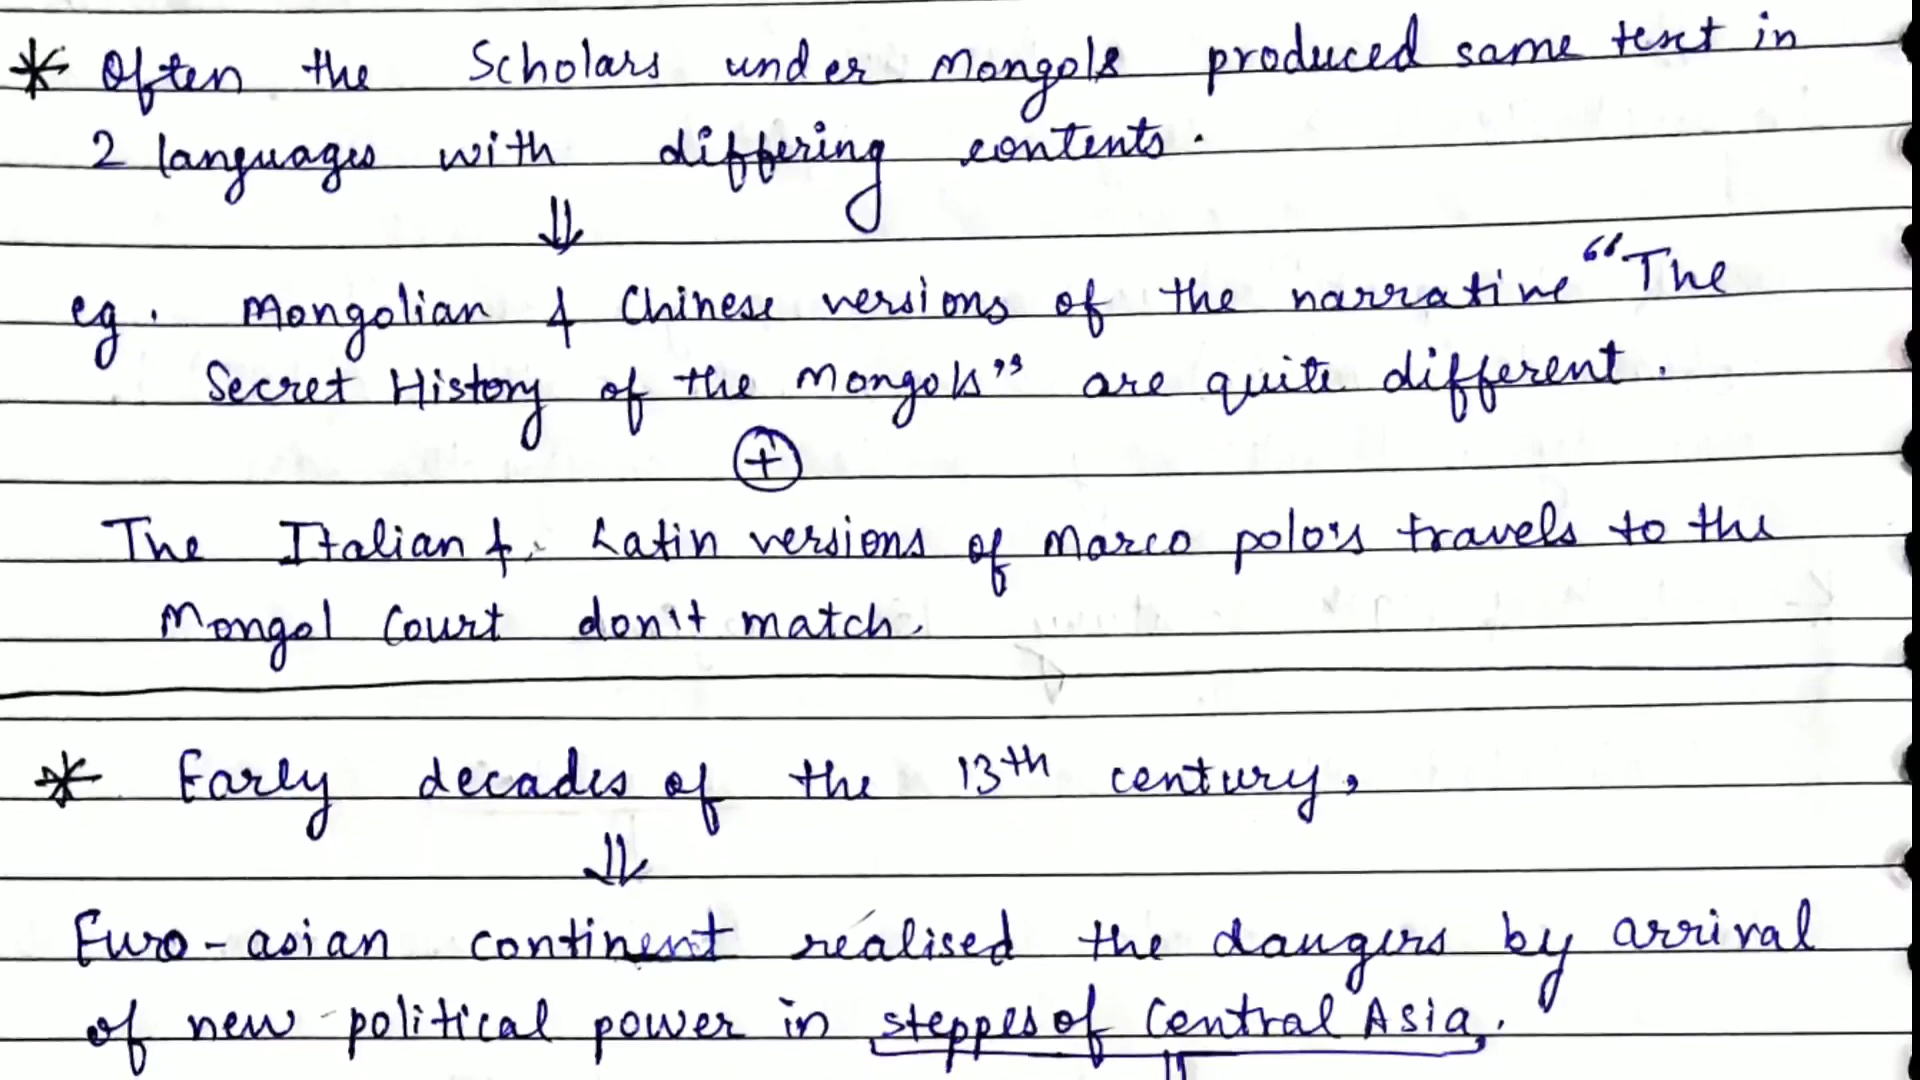 * Often the Scholars under Mongols produced same text in
2 languages with differing contents.
⇓
eg. Mongolian & Chinese versions of the narrative "The
Secret History of the Mongols" are quite different.
⊕
The Italian & Latin versions of Marco polo's travels to the
Mongol Court don't match.
* Early decades of the 13th century,
⇓
Euro-asian continent realised the daugers by arrival
of new political power in steppes of Central Asia.